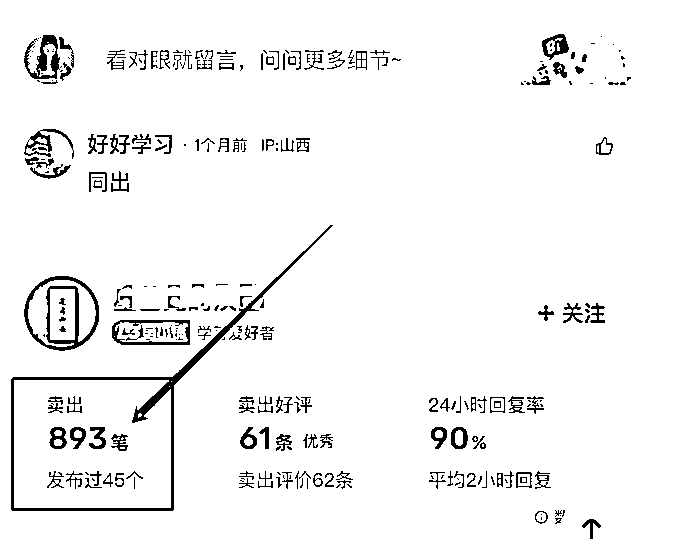 看对眼就留言，问问更多细节~
好好学习 · 1个月前 IP:山西
同出
学习爱好者
+ 关注
卖出 卖出好评 24小时回复率
893笔 61条 优秀 90%
发布过45个 卖出评价62条 平均2小时回复